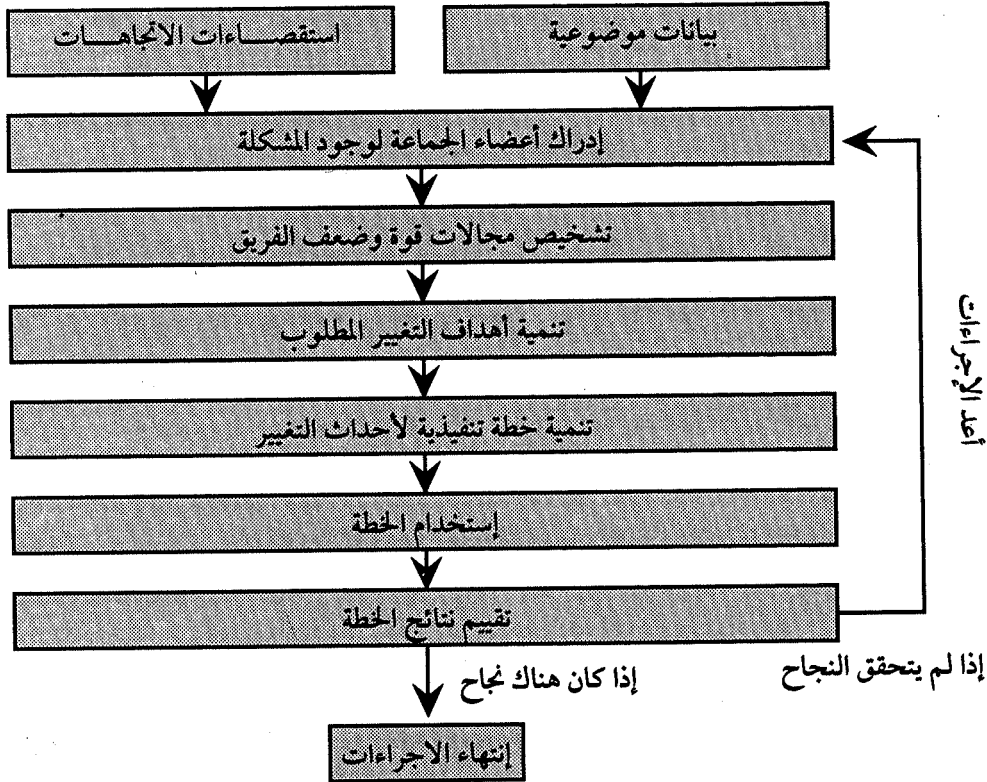 بيانات موضوعية
استقصاءات الاتجاهات
إدراك أعضاء الجماعة لوجود المشكلة
تشخيص مجالات قوة وضعف الفريق
تنمية أهداف التغيير المطلوب
تنمية خطة تنفيذية لأحداث التغيير
إستخدام الخطة
تقييم نتائج الخطة
أعد الإجراءات
إذا لم يتحقق النجاح
إذا كان هناك نجاح
إنتهاء الاجراءات